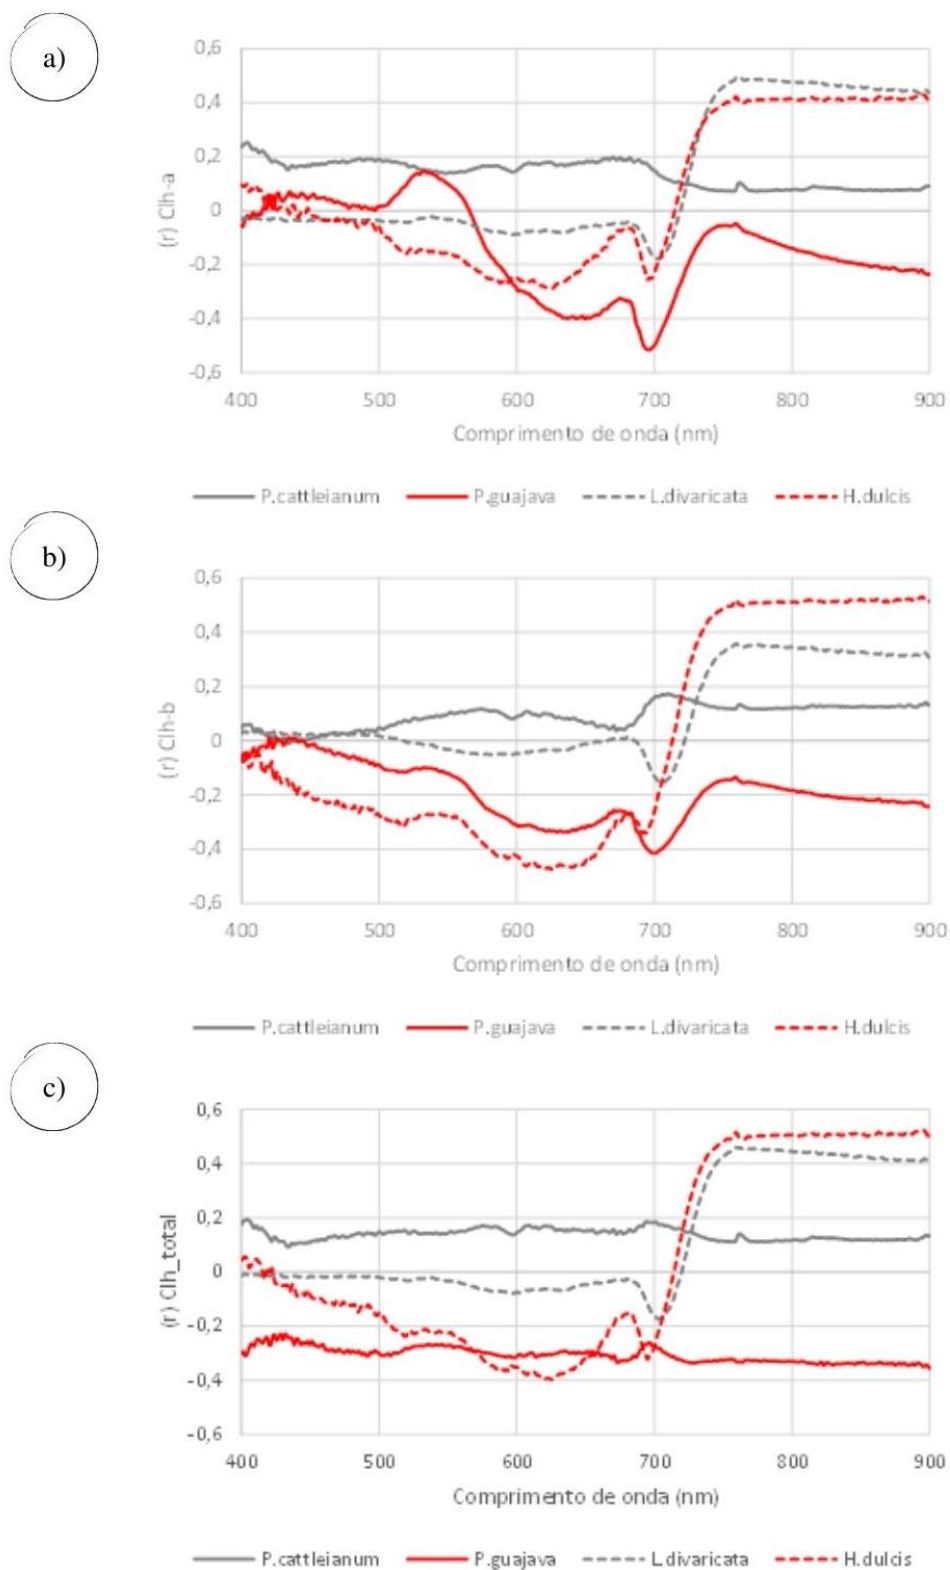 a)
0,6
0,4
0,2
0
-0,2
-0,4
-0,6
(r) Clh-a
400 500 600 700 800 900
Comprimento de onda (nm)
P.cattleianum P.guajava L.divaricata H.dulcis
b)
0,6
0,4
0,2
0
-0,2
-0,4
-0,6
(r) Clh-b
400 500 600 700 800 900
Comprimento de onda (nm)
P.cattleianum P.guajava L.divaricata H.dulcis
c)
0,6
0,4
0,2
0
-0,2
-0,4
-0,6
(r) Clh_total
400 500 600 700 800 900
Comprimento de onda (nm)
P.cattleianum P.guajava L.divaricata H.dulcis